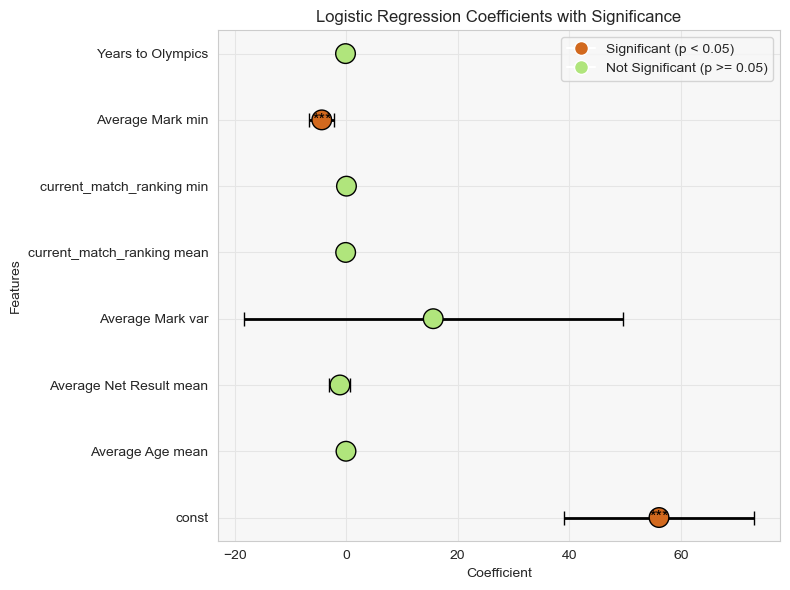 Logistic Regression Coefficients with Significance
Significant (p < 0.05)
Not Significant (p >= 0.05)
Features
Years to Olympics
Average Mark min
***
current_match_ranking min
current_match_ranking mean
Average Mark var
Average Net Result mean
Average Age mean
const
***
−20 0 20 40 60
Coefficient